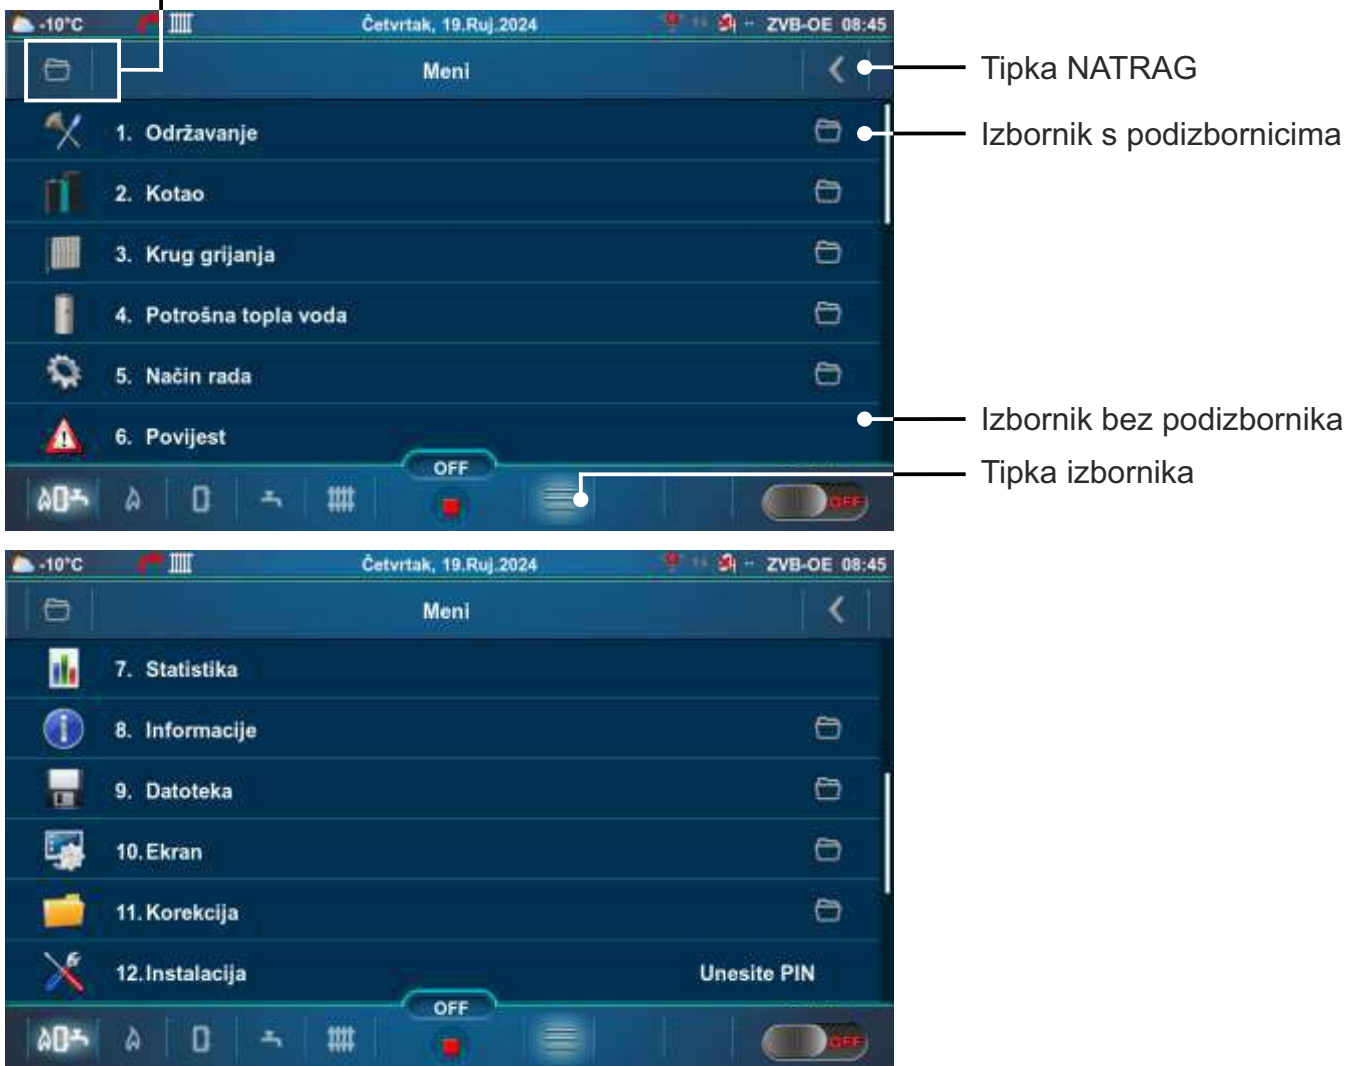 -10°C Četvrtak, 19.Ruj.2024 ZVB-OE 08:45
Meni
Tipka NATRAG
1. Održavanje
Izbornik s podizbornicima
2. Kotao
3. Krug grijanja
4. Potrošna topla voda
5. Način rada
6. Povijest
Izbornik bez podizbornika
OFF
Tipka izbornika
OFF
-10°C Četvrtak, 19.Ruj.2024 ZVB-OE 08:45
Meni
7. Statistika
8. Informacije
9. Datoteka
10. Ekran
11. Korekcija
12. Instalacija Unesite PIN
OFF
OFF